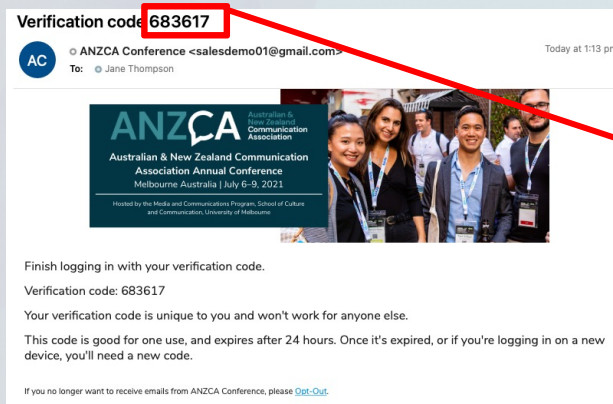 Verification code 683617
AC
ANZCA Conference <salesdemo01@gmail.com>
Today at 1:13 pm
To: Jane Thompson
ANZCA
Australian &
New Zealand
Communication
Association
Australian & New Zealand Communication
Association Annual Conference
Melbourne Australia | July 6–9, 2021
Hosted by the Media and Communications Program, School of Culture
and Communication, University of Melbourne
Finish logging in with your verification code.
Verification code: 683617
Your verification code is unique to you and won't work for anyone else.
This code is good for one use, and expires after 24 hours. Once it's expired, or if you're logging in on a new
device, you'll need a new code.
If you no longer want to receive emails from ANZCA Conference, please Opt-Out.